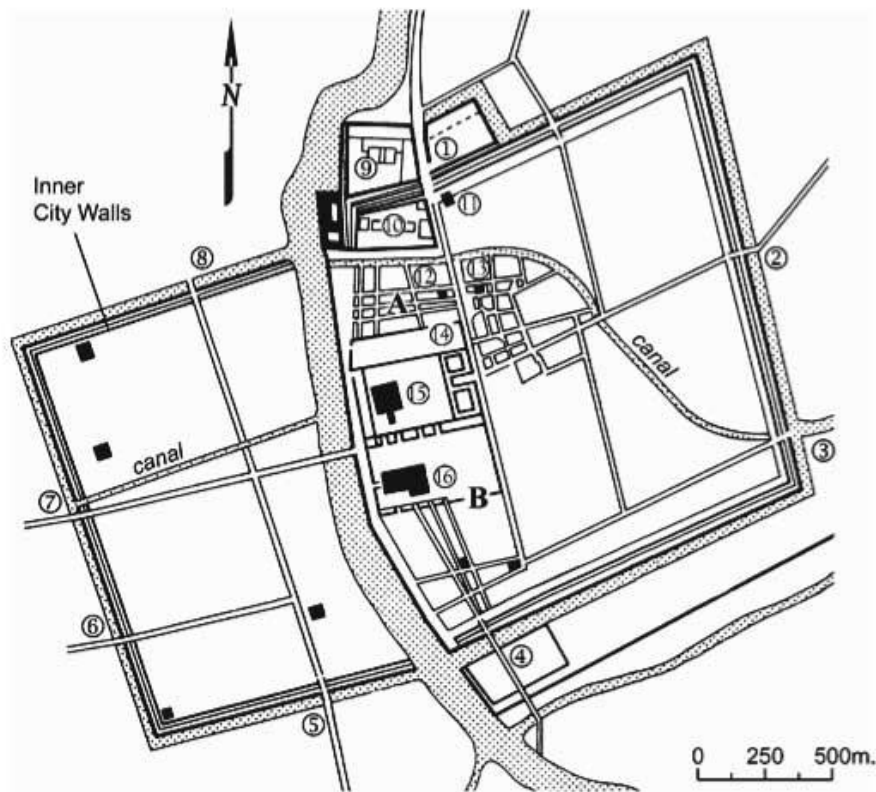 N
①
⑨
Inner
City Walls
⑩
⑪
⑧
②
⑫
⑬
A
⑭
canal
⑮
canal
③
⑯
⑦
B
⑥
④
⑤
0 250 500m.